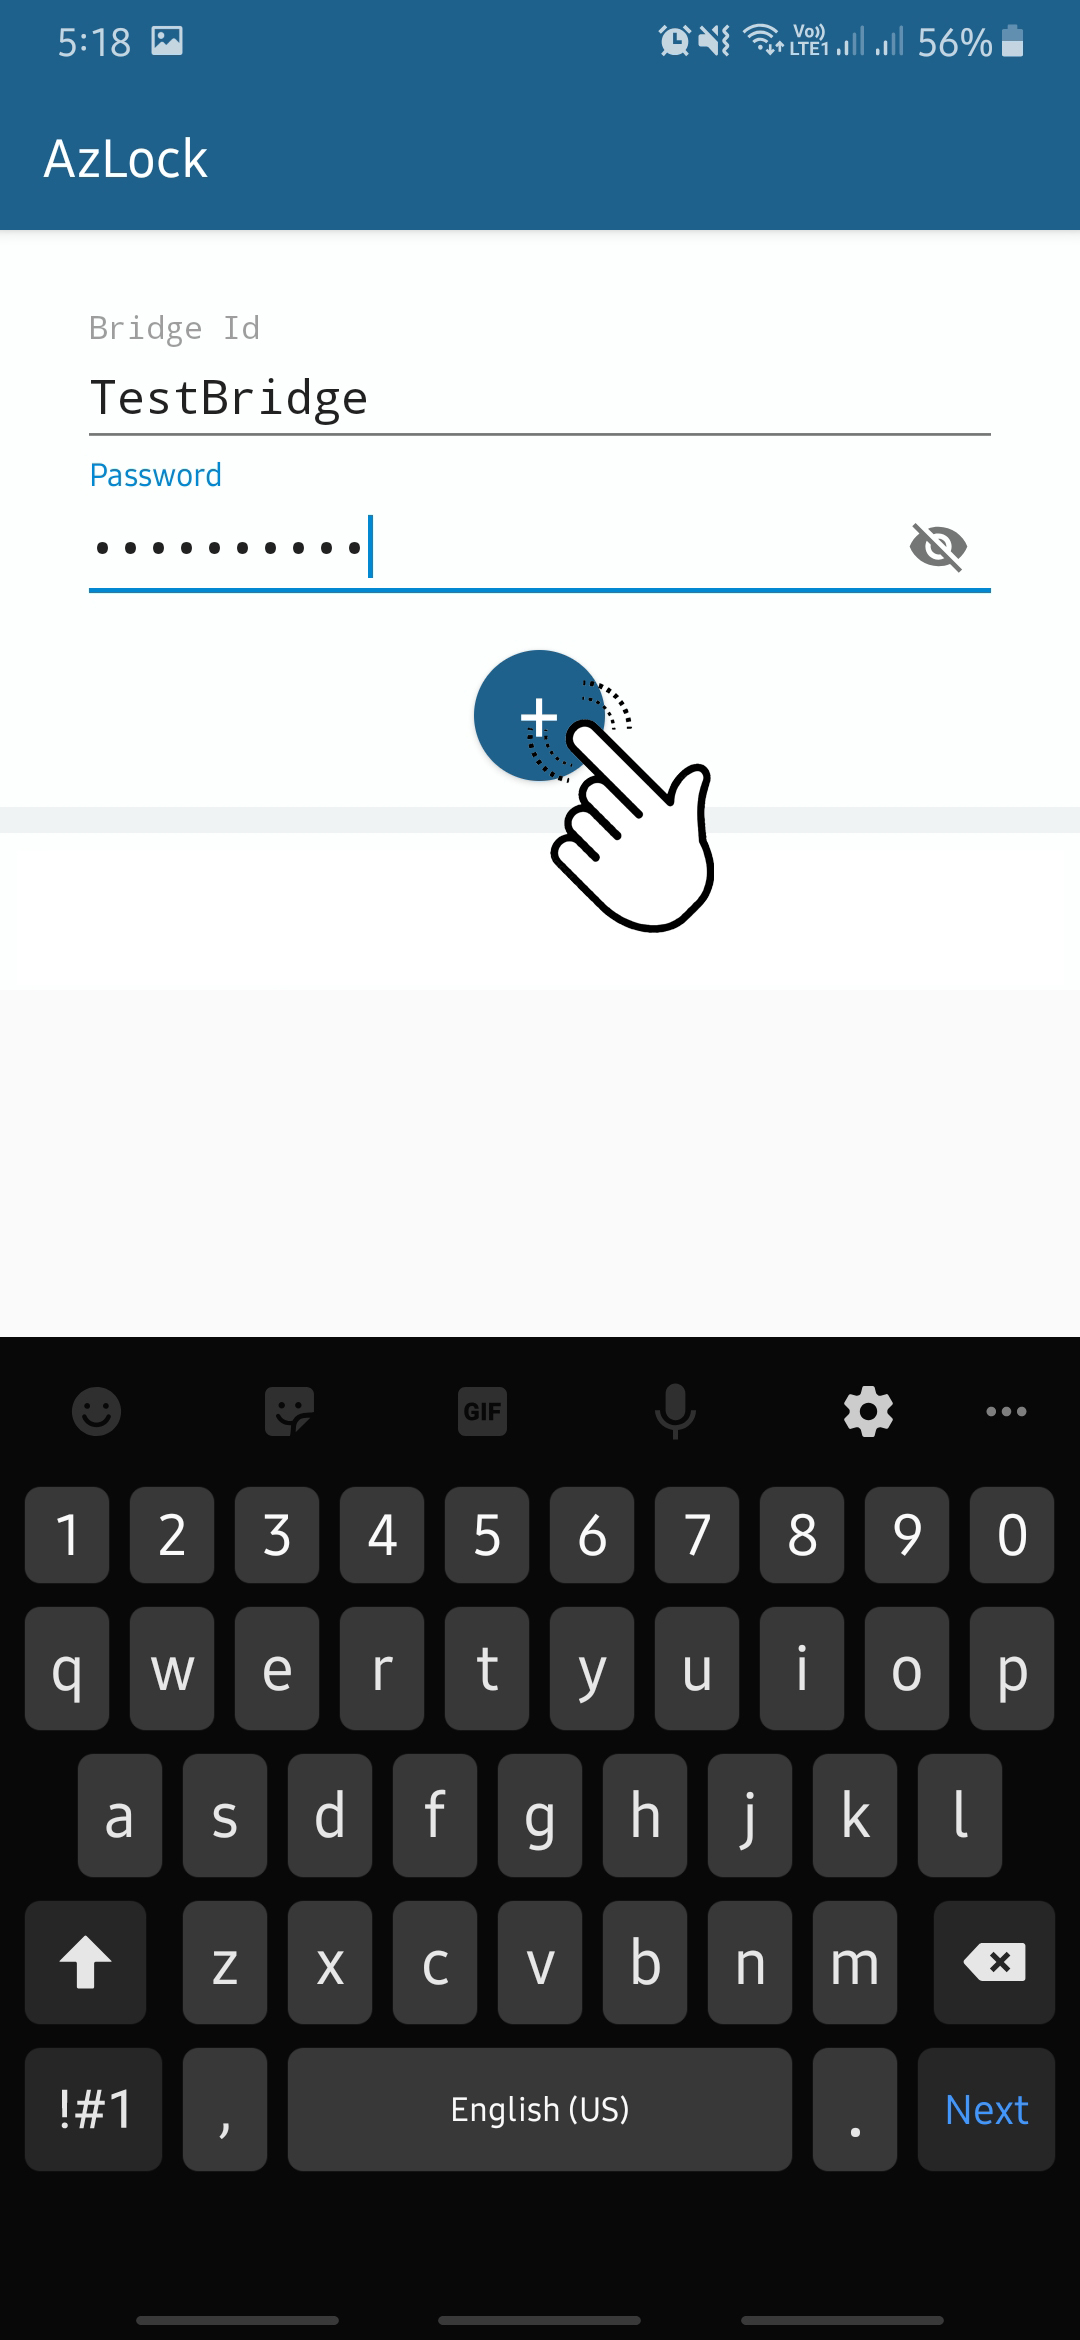 5:18 Vo)) LTE1 56%
AzLock
Bridge Id
TestBridge
Password
••••••••••
GIF
1 2 3 4 5 6 7 8 9 0
q w e r t y u i o p
a s d f g h j k l
z x c v b n m
!#1 , English (US) . Next